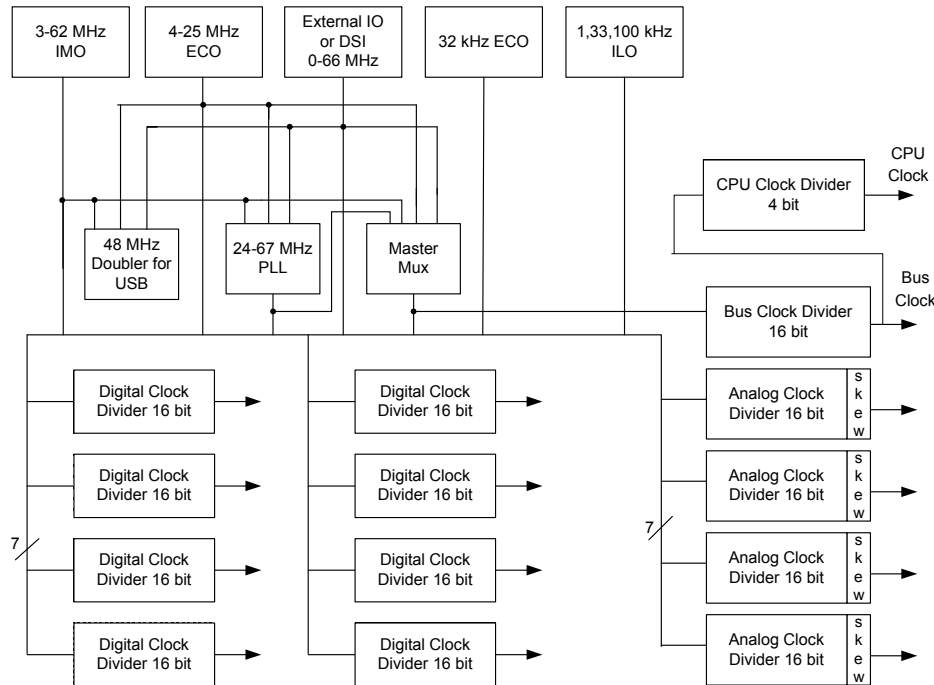 3-62 MHz
IMO
4-25 MHz
ECO
External IO
or DSI
0-66 MHz
32 kHz ECO
1,33,100 kHz
ILO
CPU Clock Divider
4 bit
CPU
Clock
48 MHz
Doubler for
USB
24-67 MHz
PLL
Master
Mux
Bus Clock Divider
16 bit
Bus
Clock
Digital Clock
Divider 16 bit
Digital Clock
Divider 16 bit
Analog Clock
Divider 16 bit
s
k
e
w
Digital Clock
Divider 16 bit
Digital Clock
Divider 16 bit
Analog Clock
Divider 16 bit
s
k
e
w
7
7
Digital Clock
Divider 16 bit
Digital Clock
Divider 16 bit
Analog Clock
Divider 16 bit
s
k
e
w
Digital Clock
Divider 16 bit
Digital Clock
Divider 16 bit
Analog Clock
Divider 16 bit
s
k
e
w